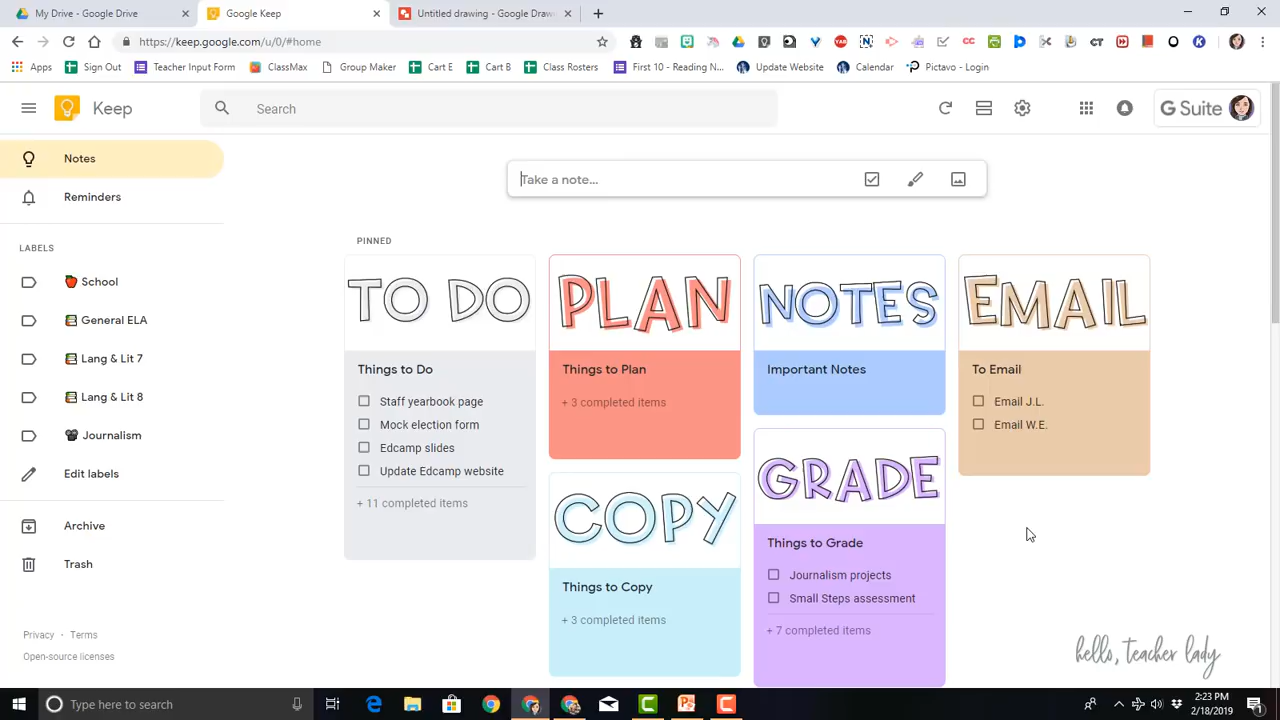 My Drive - Google Drive
Google Keep
Untitled drawing - Google Draw
https://keep.google.com/u/0/#home
Apps
Sign Out
Teacher Input Form
ClassMax
Group Maker
Cart E
Cart B
Class Rosters
First 10 - Reading N...
Update Website
Calendar
Pictavo - Login
Keep
Search
G Suite
Notes
Reminders
LABELS
School
General ELA
Lang & Lit 7
Lang & Lit 8
Journalism
Edit labels
Archive
Trash
Privacy · Terms
Open-source licenses
Take a note...
PINNED
TO DO
Things to Do
Staff yearbook page
Mock election form
Edcamp slides
Update Edcamp website
+ 11 completed items
PLAN
Things to Plan
+ 3 completed items
COPY
Things to Copy
+ 3 completed items
NOTES
Important Notes
GRADE
Things to Grade
Journalism projects
Small Steps assessment
+ 7 completed items
EMAIL
To Email
Email J.L.
Email W.E.
hello, teacher lady
Type here to search
2:23 PM
2/18/2019